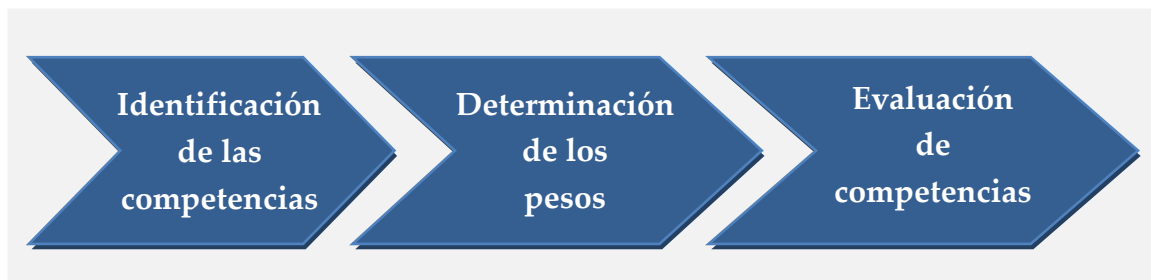 Identificación
de las
competencias
Determinación
de los
pesos
Evaluación
de
competencias